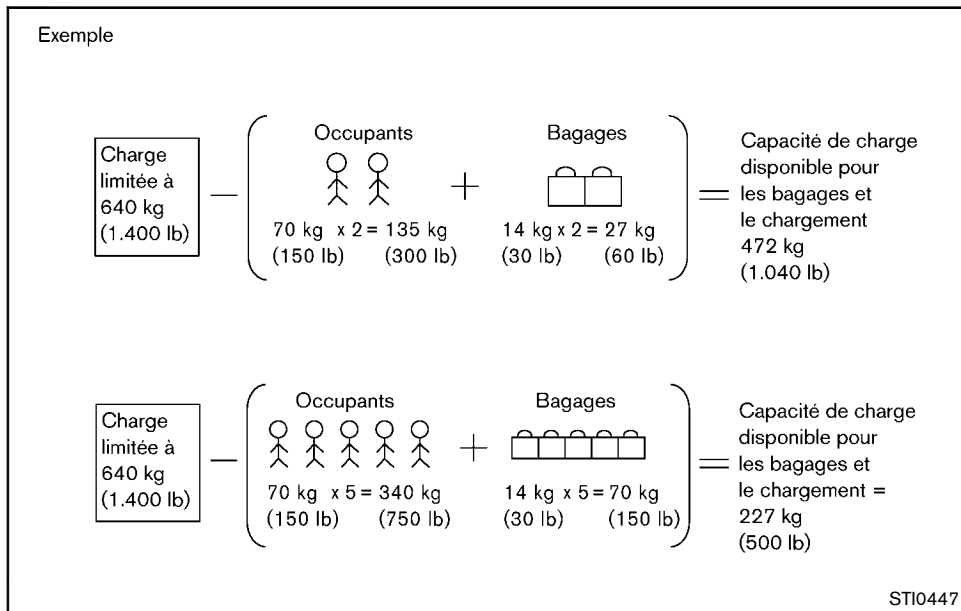 Exemple
Charge
limitée à
640 kg
(1.400 lb)
Occupants
70 kg x 2 = 135 kg
(150 lb) (300 lb)
Bagages
14 kg x 2 = 27 kg
(30 lb) (60 lb)
Capacité de charge
disponible pour
les bagages et
le chargement
472 kg
(1.040 lb)
Charge
limitée à
640 kg
(1.400 lb)
Occupants
70 kg x 5 = 340 kg
(150 lb) (750 lb)
Bagages
14 kg x 5 = 70 kg
(30 lb) (150 lb)
Capacité de charge
disponible pour
les bagages et
le chargement =
227 kg
(500 lb)
STI0447